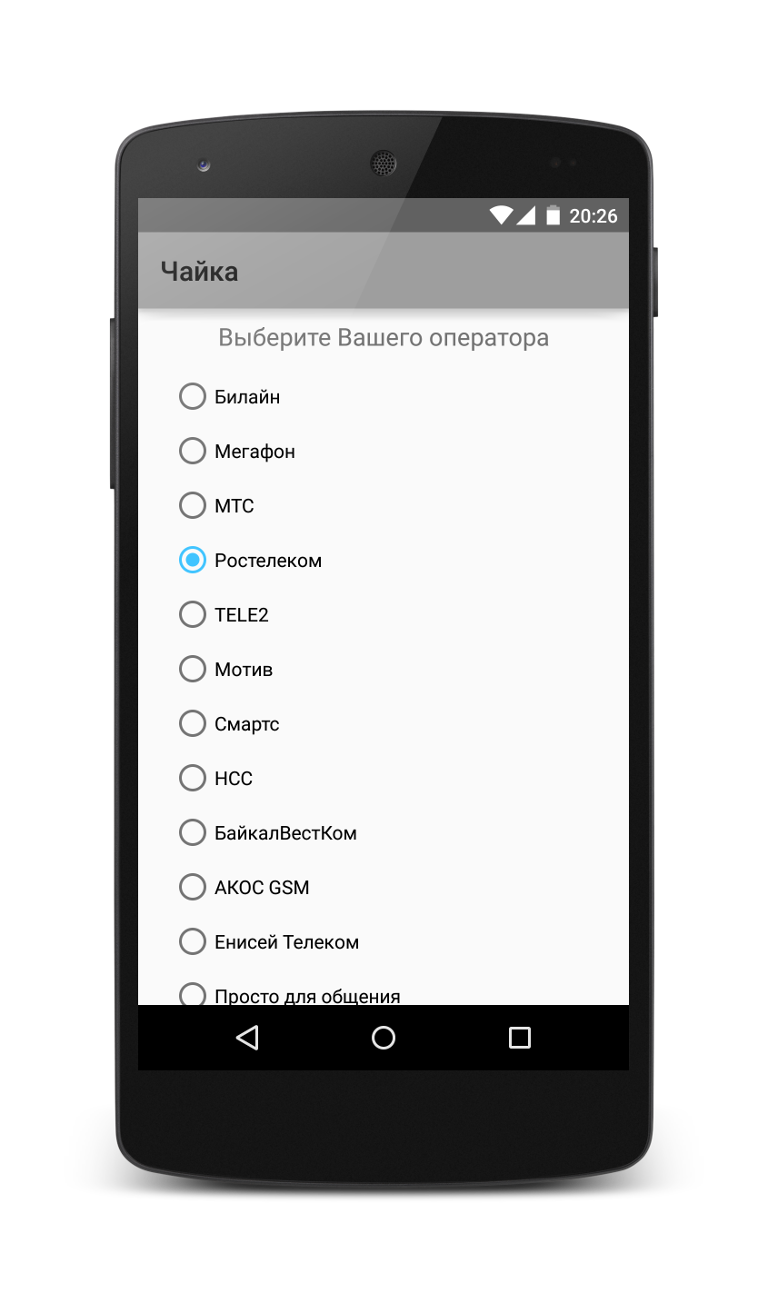 20:26
Чайка
Выберите Вашего оператора
Билайн
Мегафон
МТС
Ростелеком
TELE2
Мотив
Смартс
НСС
БайкалВестКом
АКОС GSM
Енисей Телеком
Просто для общения